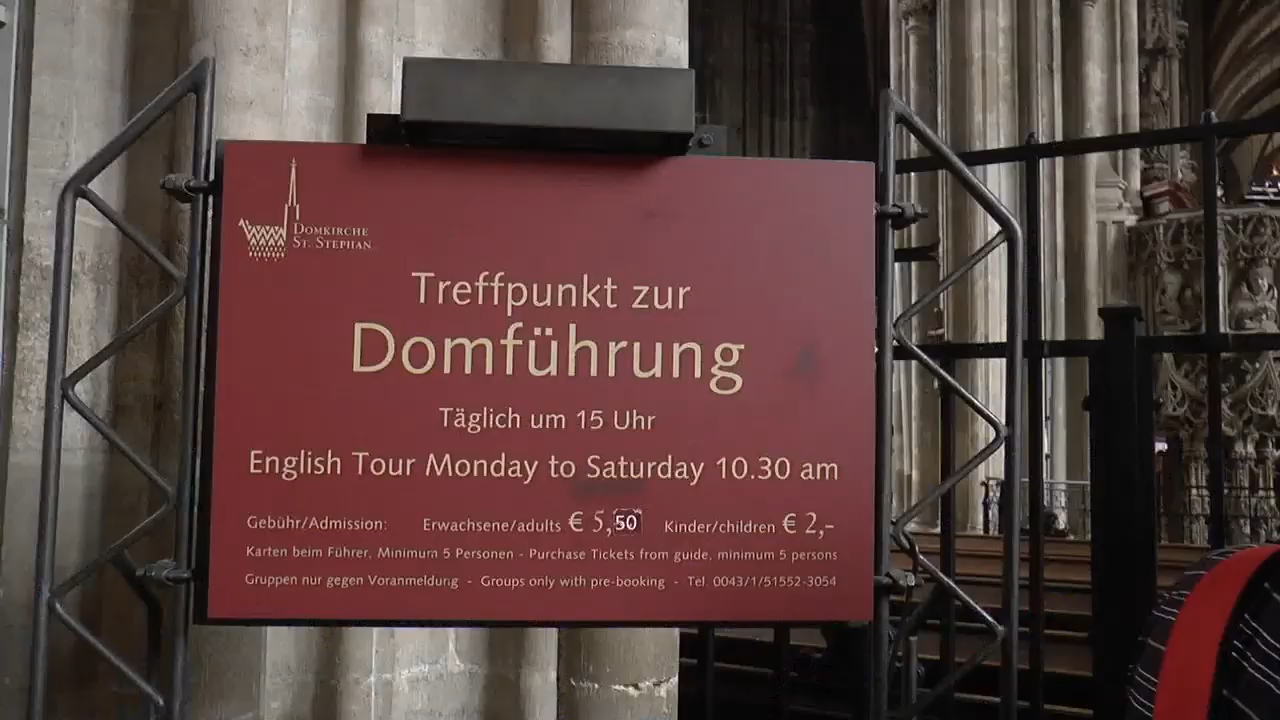 DOMKIRCHE
ST. STEPHAN
Treffpunkt zur
Domführung
Täglich um 15 Uhr
English Tour Monday to Saturday 10.30 am
Gebühr/Admission: Erwachsene/adults € 5,50 Kinder/children € 2,-
Karten beim Führer, Minimum 5 Personen - Purchase Tickets from guide, minimum 5 persons
Gruppen nur gegen Voranmeldung - Groups only with pre-booking - Tel. 0043/1/51552-3054